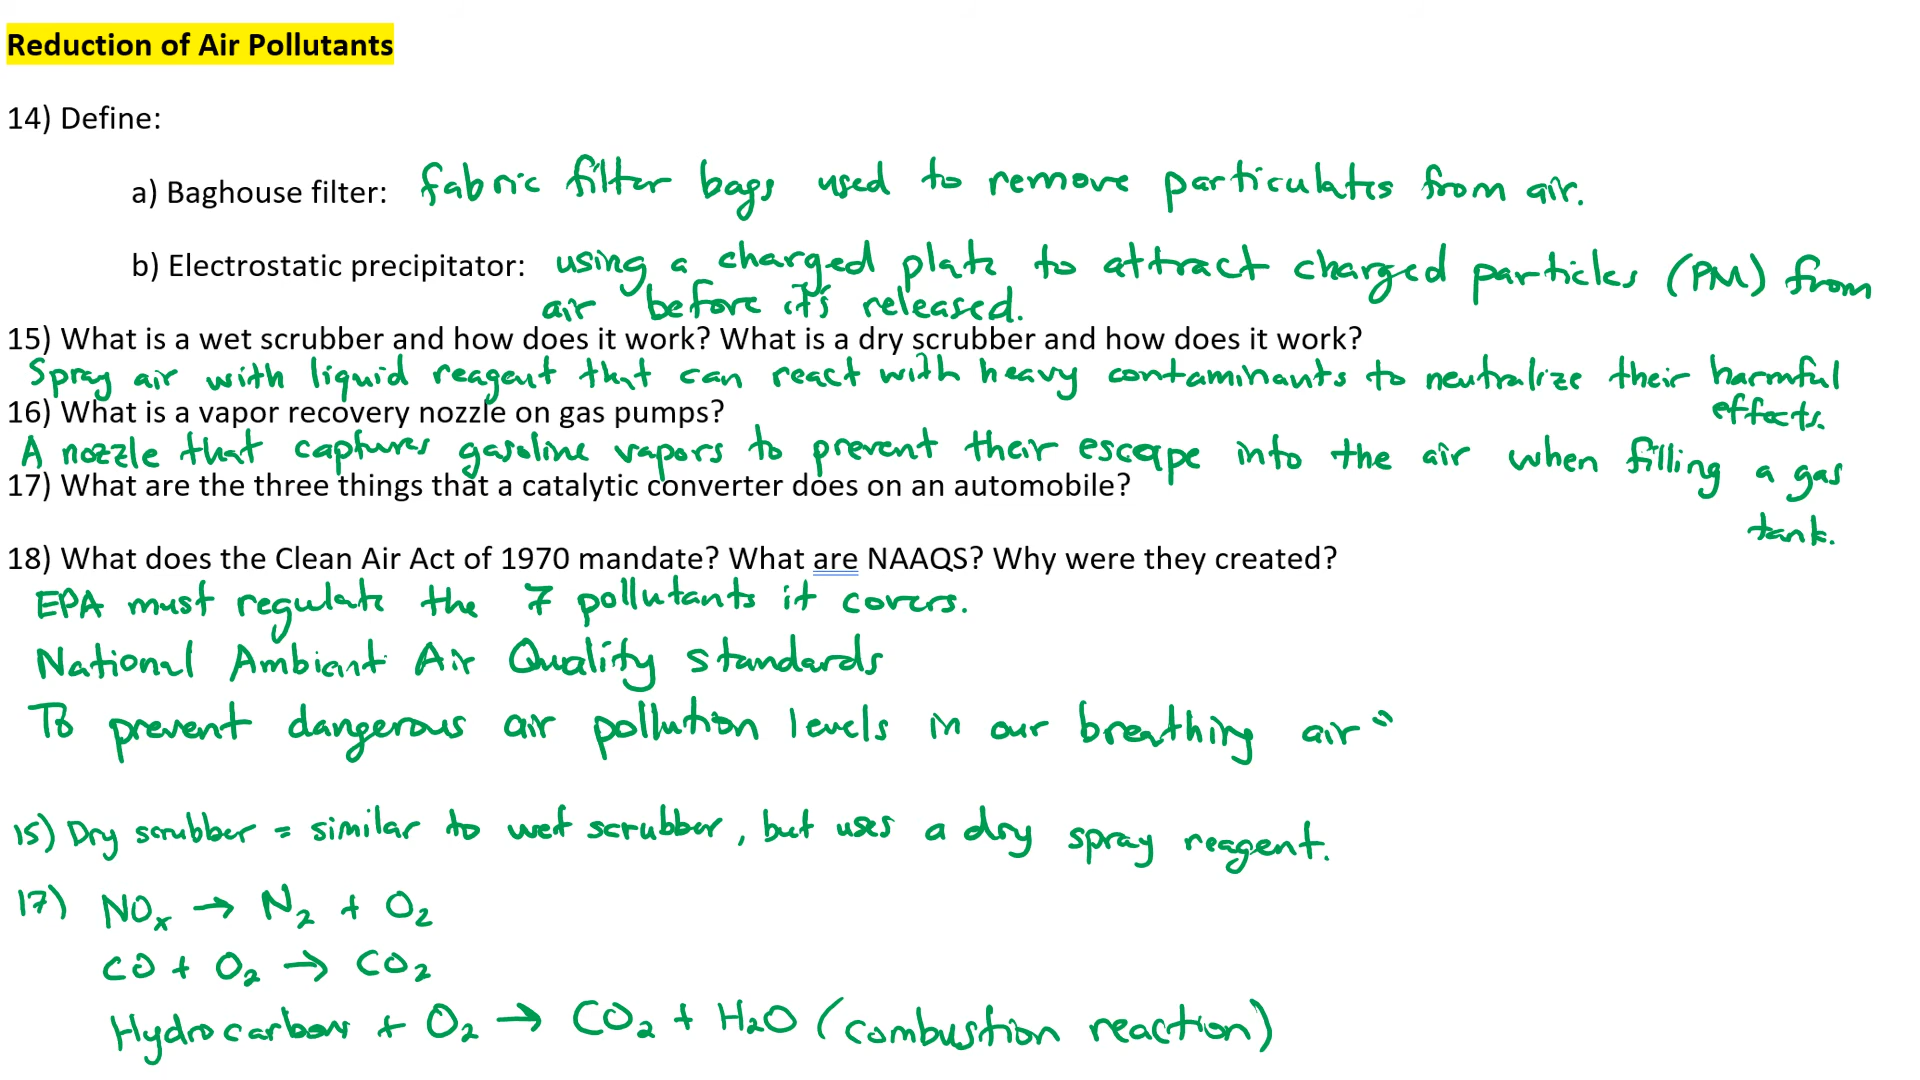 Reduction of Air Pollutants
14) Define:
a) Baghouse filter: fabric filter bags used to remove particulates from air.
b) Electrostatic precipitator: using a charged plate to attract charged particles (PM) from
air before it's released.
15) What is a wet scrubber and how does it work? What is a dry scrubber and how does it work?
Spray air with liquid reagent that can react with heavy contaminants to neutralize their harmful
effects.
16) What is a vapor recovery nozzle on gas pumps?
A nozzle that captures gasoline vapors to prevent their escape into the air when filling a gas
tank.
17) What are the three things that a catalytic converter does on an automobile?
18) What does the Clean Air Act of 1970 mandate? What are NAAQS? Why were they created?
EPA must regulate the 7 pollutants it covers.
National Ambient Air Quality standards
To prevent dangerous air pollution levels in our breathing air"
15) Dry scrubber = similar to wet scrubber, but uses a dry spray reagent.
17) NOx → N2 + O2
CO + O2 → CO2
Hydrocarbons + O2 → CO2 + H2O (combustion reaction)